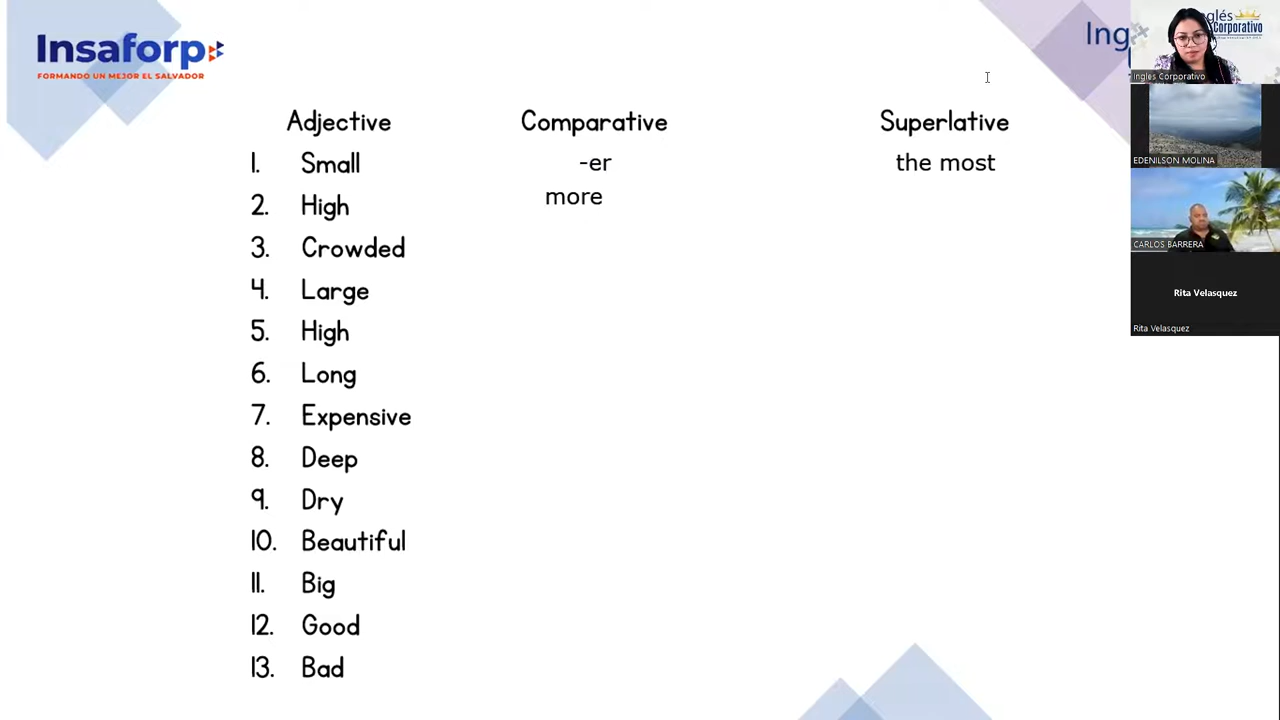 Insaforp
FORMANDO UN MEJOR EL SALVADOR
Ing
Inglés Corporativo
EDENILSON MOLINA
CARLOS BARRERA
Rita Velasquez
Rita Velasquez
Adjective Comparative Superlative
1. Small -er the most
more
2. High
3. Crowded
4. Large
5. High
6. Long
7. Expensive
8. Deep
9. Dry
10. Beautiful
11. Big
12. Good
13. Bad